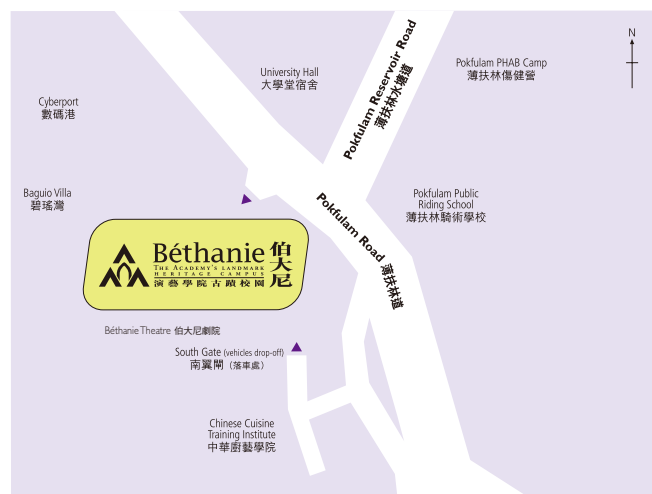 N
Pokfulam Reservoir Road
薄扶林水塘道
Pokfulam PHAB Camp
薄扶林傷健營
University Hall
大學堂宿舍
Cyberport
數碼港
Baguio Villa
碧瑤灣
Pokfulam Public
Riding School
薄扶林騎術學校
Pokfulam Road 薄扶林道
Béthanie 伯大尼
THE ACADEMY'S LANDMARK
HERITAGE CAMPUS
演藝學院古蹟校園
Béthanie Theatre 伯大尼劇院
South Gate (vehicles drop-off)
南翼閘（落車處）
Chinese Cuisine
Training Institute
中華廚藝學院